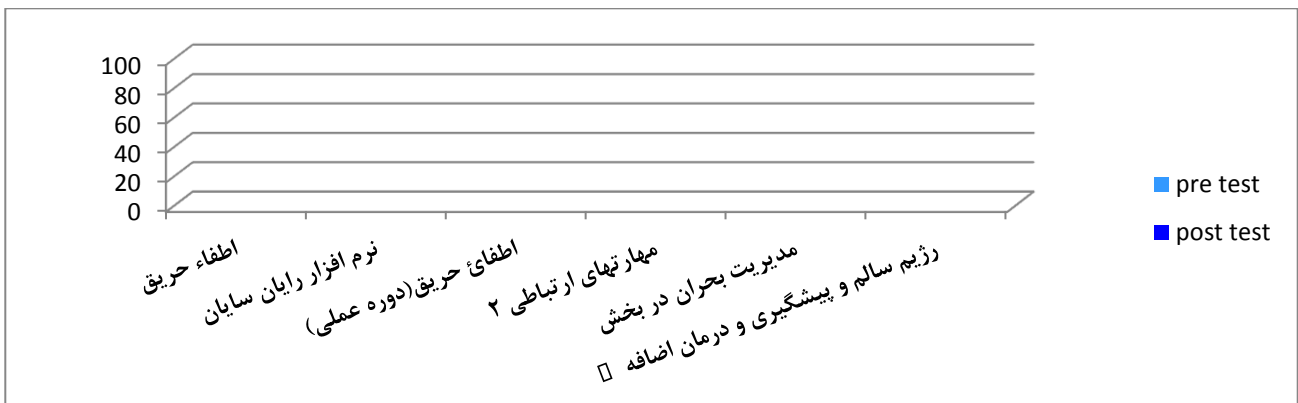 100
80
60
40
20
0
اطفاء حریق
نرم افزار رایان سایان
اطفائ حریق(دوره عملی)
مهارتهای ارتباطی ۲
مدیریت بحران در بخش
رژیم سالم و پیشگیری و درمان اضافه
pre test
post test